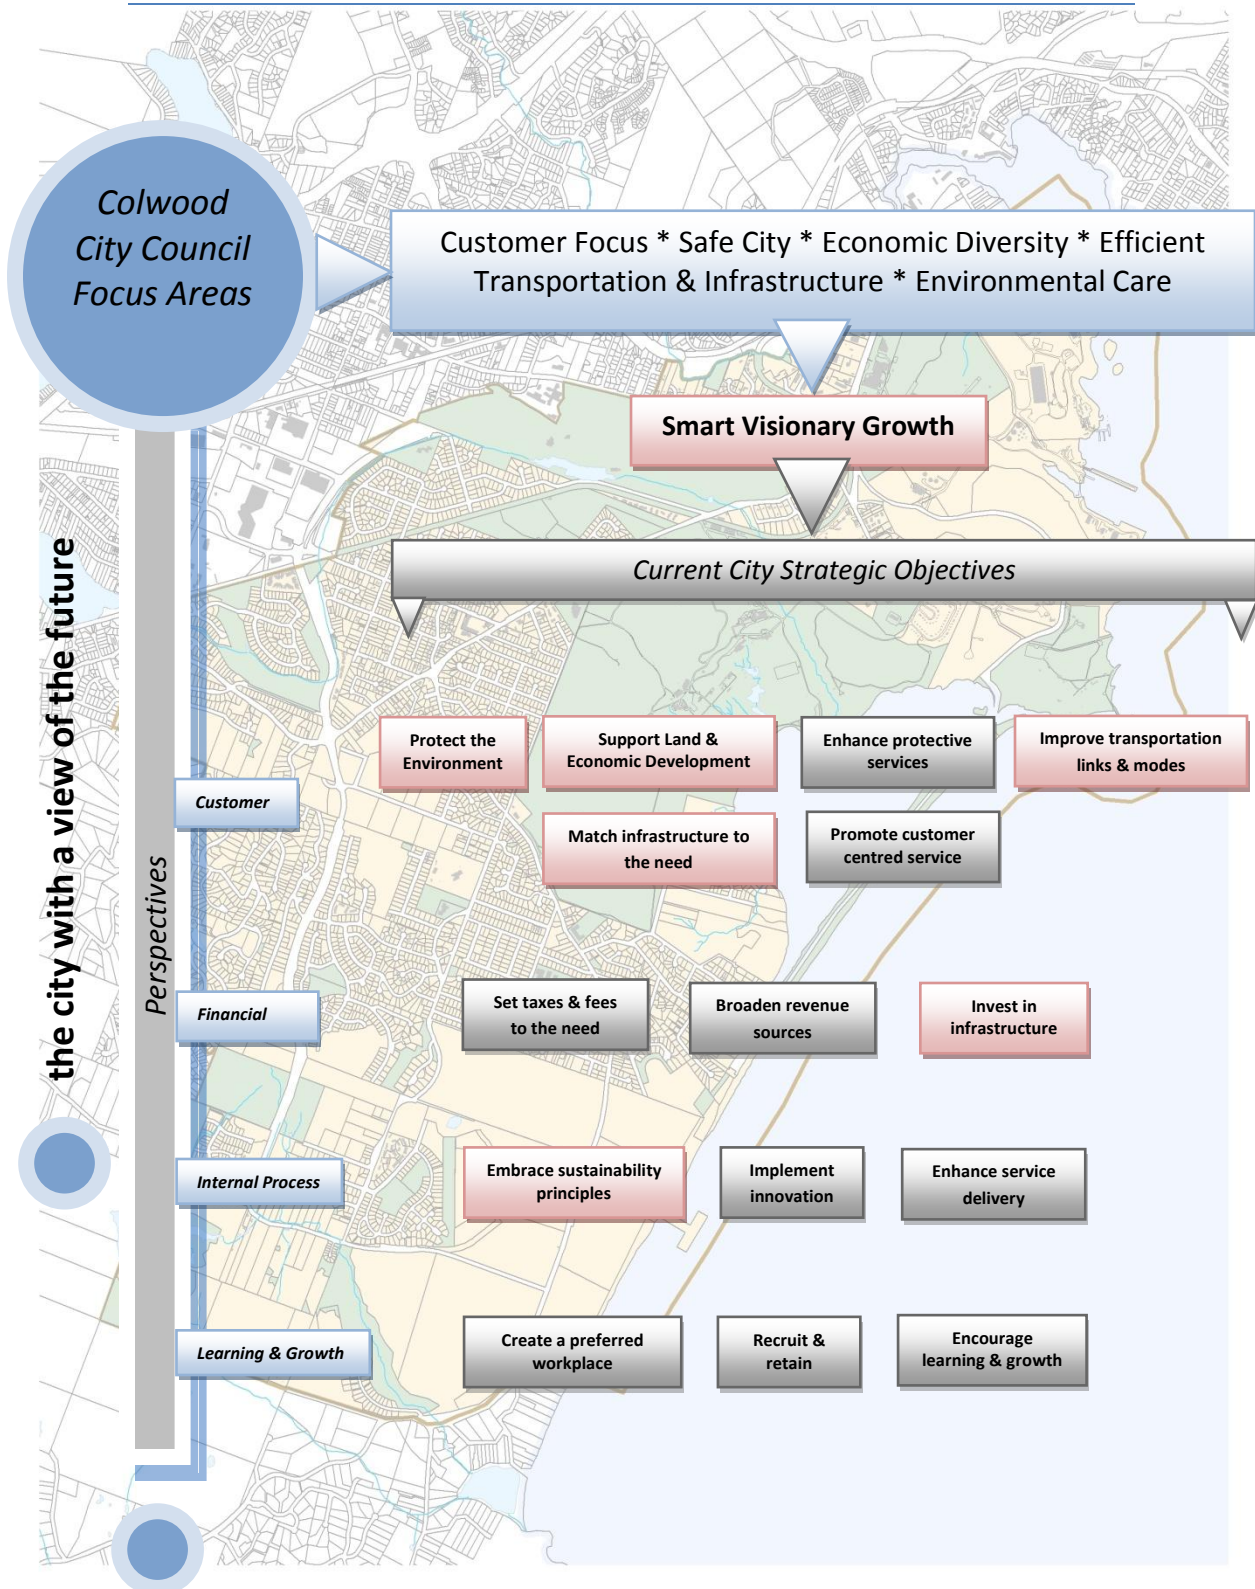 Colwood
City Council
Focus Areas
Customer Focus * Safe City * Economic Diversity * Efficient
Transportation & Infrastructure * Environmental Care
Smart Visionary Growth
Current City Strategic Objectives
the city with a view of the future
Perspectives
Customer
Protect the
Environment
Support Land &
Economic Development
Enhance protective
services
Improve transportation
links & modes
Match infrastructure to
the need
Promote customer
centred service
Financial
Set taxes & fees
to the need
Broaden revenue
sources
Invest in
infrastructure
Internal Process
Embrace sustainability
principles
Implement
innovation
Enhance service
delivery
Learning & Growth
Create a preferred
workplace
Recruit &
retain
Encourage
learning & growth